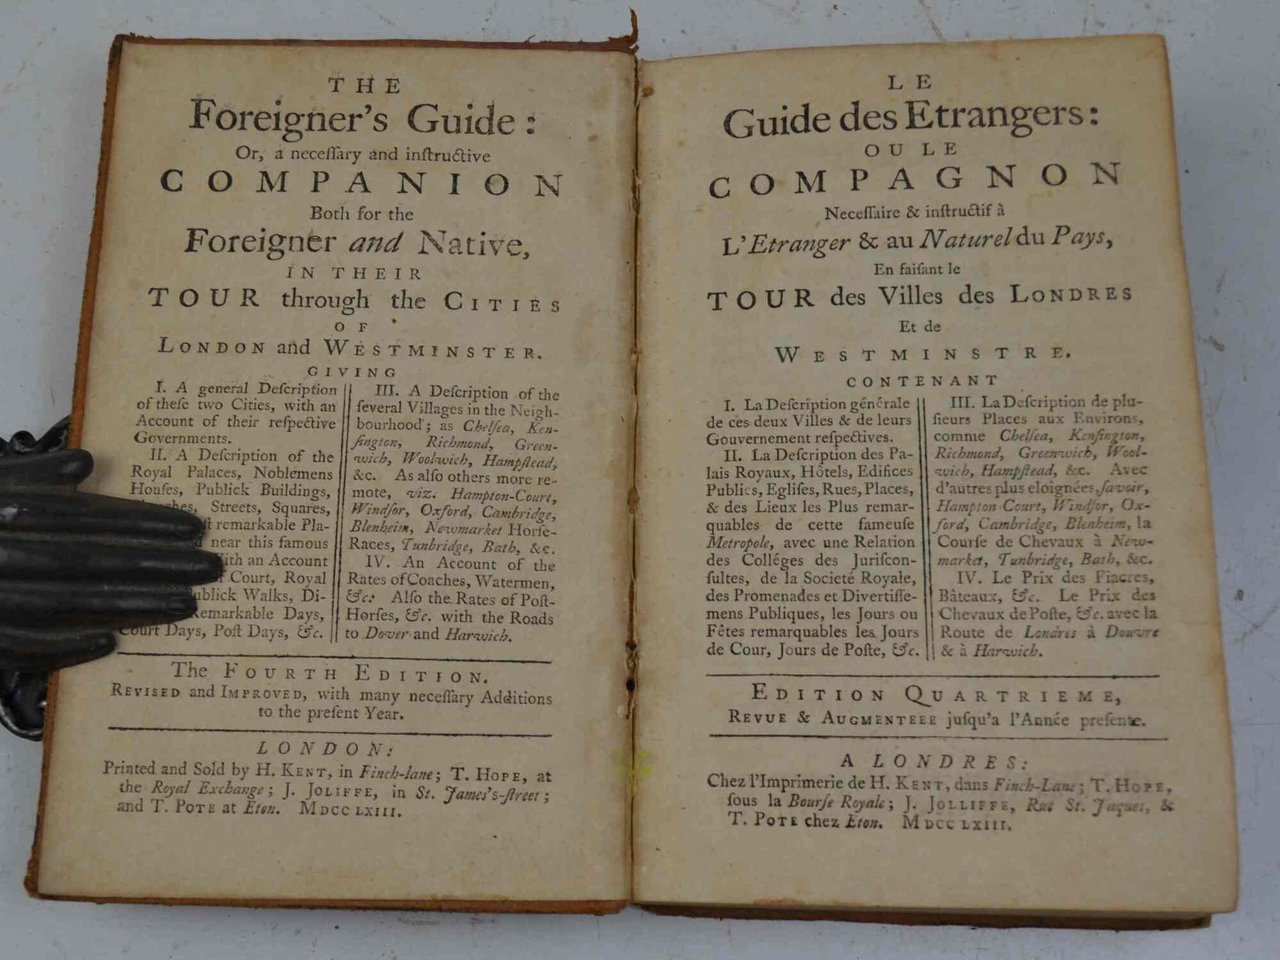 THE
Foreigner's Guide:
Or, a neceſſary and inſtructive
COMPANION
Both for the
Foreigner and Native,
IN THEIR
TOUR through the CITIES
OF
LONDON and WESTMINSTER.
GIVING
I. A general Deſcription
of theſe two Cities, with an
Account of their reſpective
Governments.
II. A Deſcription of the
Royal Palaces, Noblemens
Houſes, Publick Buildings,
Streets, Squares,
remarkable Pla-
near this famous
an Account
Court, Royal
Walks, Di-
Remarkable Days,
Court Days, Poſt Days, &c.
III. A Deſcription of the
ſeveral Villages in the Neigh-
bourhood; as Chelſea, Ken-
ſington, Richmond, Green-
wich, Woolwich, Hampſtead,
&c. As alſo others more re-
mote, viz. Hampton-Court,
Windſor, Oxford, Cambridge,
Blenheim, Newmarket Horſe-
Races, Tunbridge, Bath, &c.
IV. An Account of the
Rates of Coaches, Watermen,
&c. Alſo the Rates of Poſt-
Horſes, &c. with the Roads
to Dover and Harwich.
The FOURTH EDITION.
REVISED and IMPROVED, with many neceſſary Additions
to the preſent Year.
LONDON:
Printed and Sold by H. KENT, in Finch-lane; T. HOPE, at
the Royal Exchange; J. JOLIFFE, in St. James's-ſtreet;
and T. POTE at Eton. MDCCLXIII.
LE
Guide des Etrangers:
OU LE
COMPAGNON
Neceſſaire & inſtructif à
L'Etranger & au Naturel du Pays,
En faiſant le
TOUR des Villes des LONDRES
Et de
WESTMINSTRE.
CONTENANT
I. La Deſcription générale
de ces deux Villes & de leurs
Gouvernement reſpectives.
II. La Deſcription des Pa-
lais Royaux, Hôtels, Edifices
Publics, Egliſes, Rues, Places,
& des Lieux les Plus remar-
quables de cette fameuſe
Metropole, avec une Relation
des Colléges des Juriſcon-
ſultes, de la Societé Royale,
des Promenades et Divertiſſe-
mens Publiques, les Jours ou
Fêtes remarquables les Jours
de Cour, Jours de Poſte, &c.
III. La Deſcription de plu-
ſieurs Places aux Environs,
comme Chelſea, Kenſington,
Richmond, Greenwich, Wool-
wich, Hampſtead, &c. Avec
d'autres plus eloignées, ſavoir,
Hampton-Court, Windſor, Ox-
ford, Cambridge, Blenheim, la
Courſe de Chevaux à New-
market, Tunbridge, Bath, &c.
IV. Le Prix des Fiacres,
Bâteaux, &c. Le Prix des
Chevaux de Poſte, &c. avec la
Route de Londres à Douvre
& à Harwich.
EDITION QUARTRIEME,
REVUE & AUGMENTEEE juſqu'a l'Année preſente.
A LONDRES:
Chez l'Imprimerie de H. KENT, dans Finch-Lane; T. HOPE,
ſous la Bourſe Royale; J. JOLLIFFE, Rue St. Jaques, &
T. POTE chez Eton. MDCCLXIII.